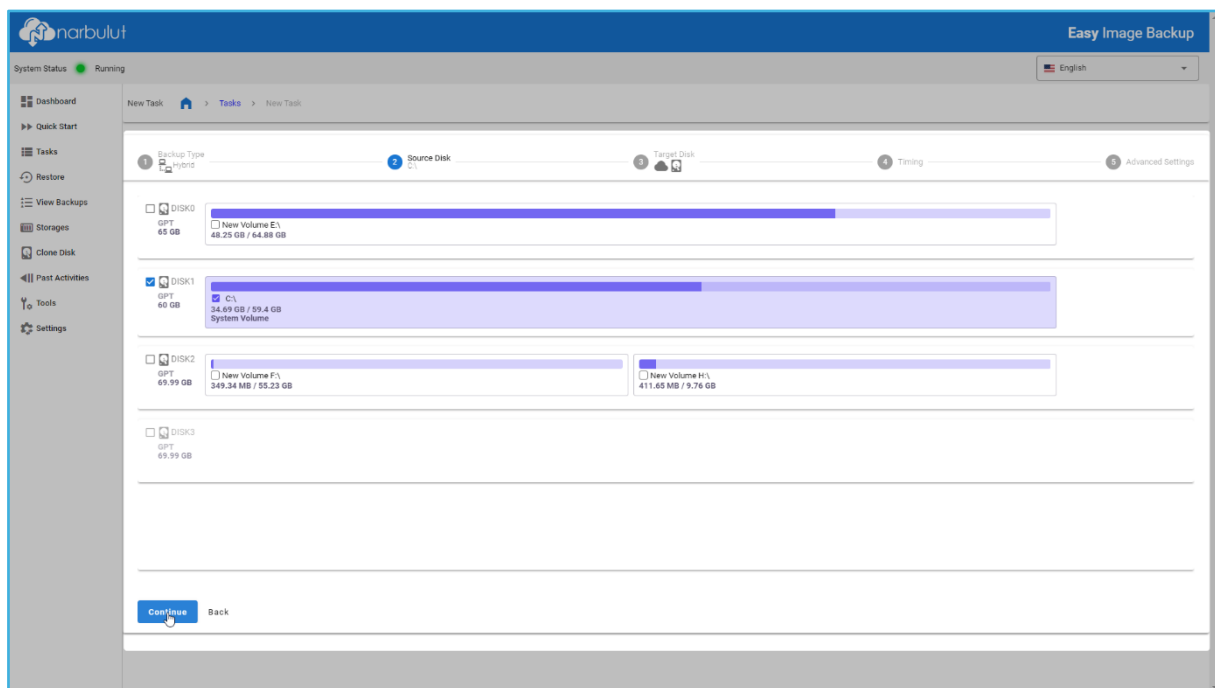 narbulut
Easy Image Backup
System Status Running
English
Dashboard
Quick Start
Tasks
Restore
View Backups
Storages
Clone Disk
Past Activities
Tools
Settings
New Task > Tasks > New Task
1 Backup Type
Hybrid
2 Source Disk
C:\
3 Target Disk
4 Timing
5 Advanced Settings
DISK0
GPT
65 GB
New Volume E:\
48.25 GB / 64.88 GB
DISK1
GPT
60 GB
C:\
34.69 GB / 59.4 GB
System Volume
DISK2
GPT
69.99 GB
New Volume F:\
349.34 MB / 55.23 GB
New Volume H:\
411.65 MB / 9.76 GB
DISK3
GPT
69.99 GB
Continue
Back